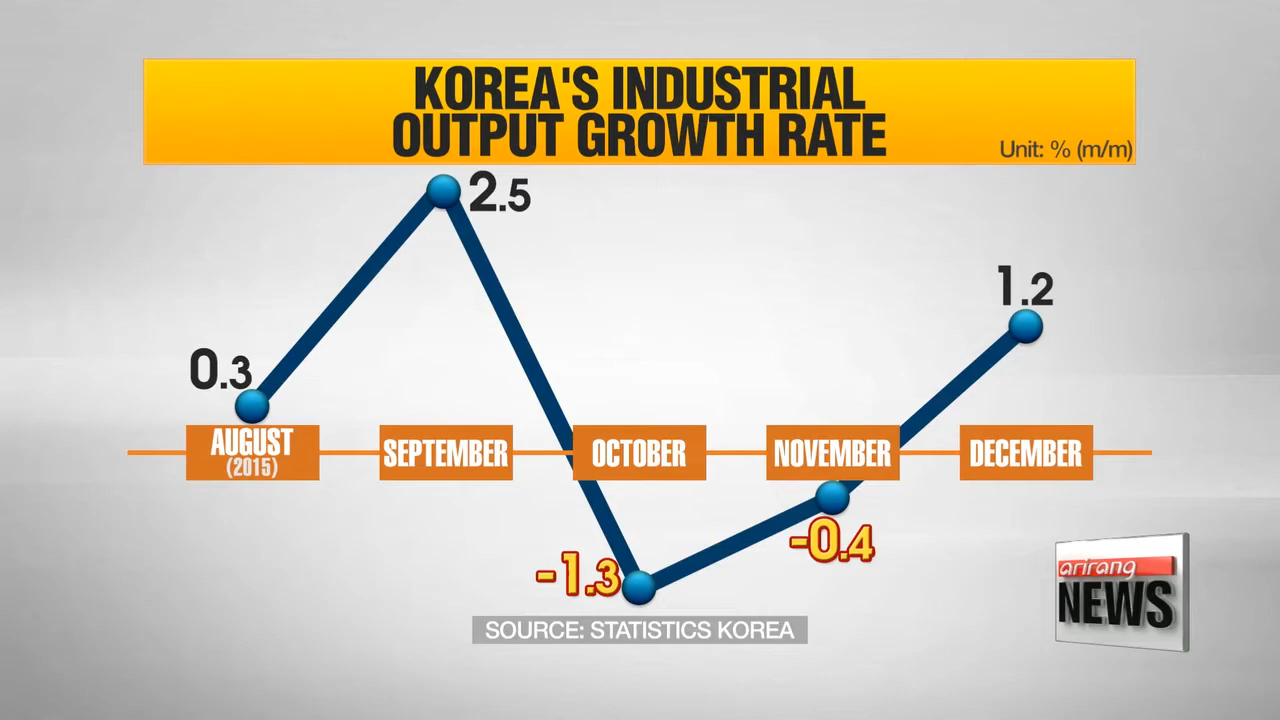 KOREA'S INDUSTRIAL
OUTPUT GROWTH RATE
Unit: % (m/m)
2.5
1.2
0.3
AUGUST
(2015)
SEPTEMBER
OCTOBER
NOVEMBER
DECEMBER
-0.4
-1.3
SOURCE: STATISTICS KOREA
arirang
NEWS